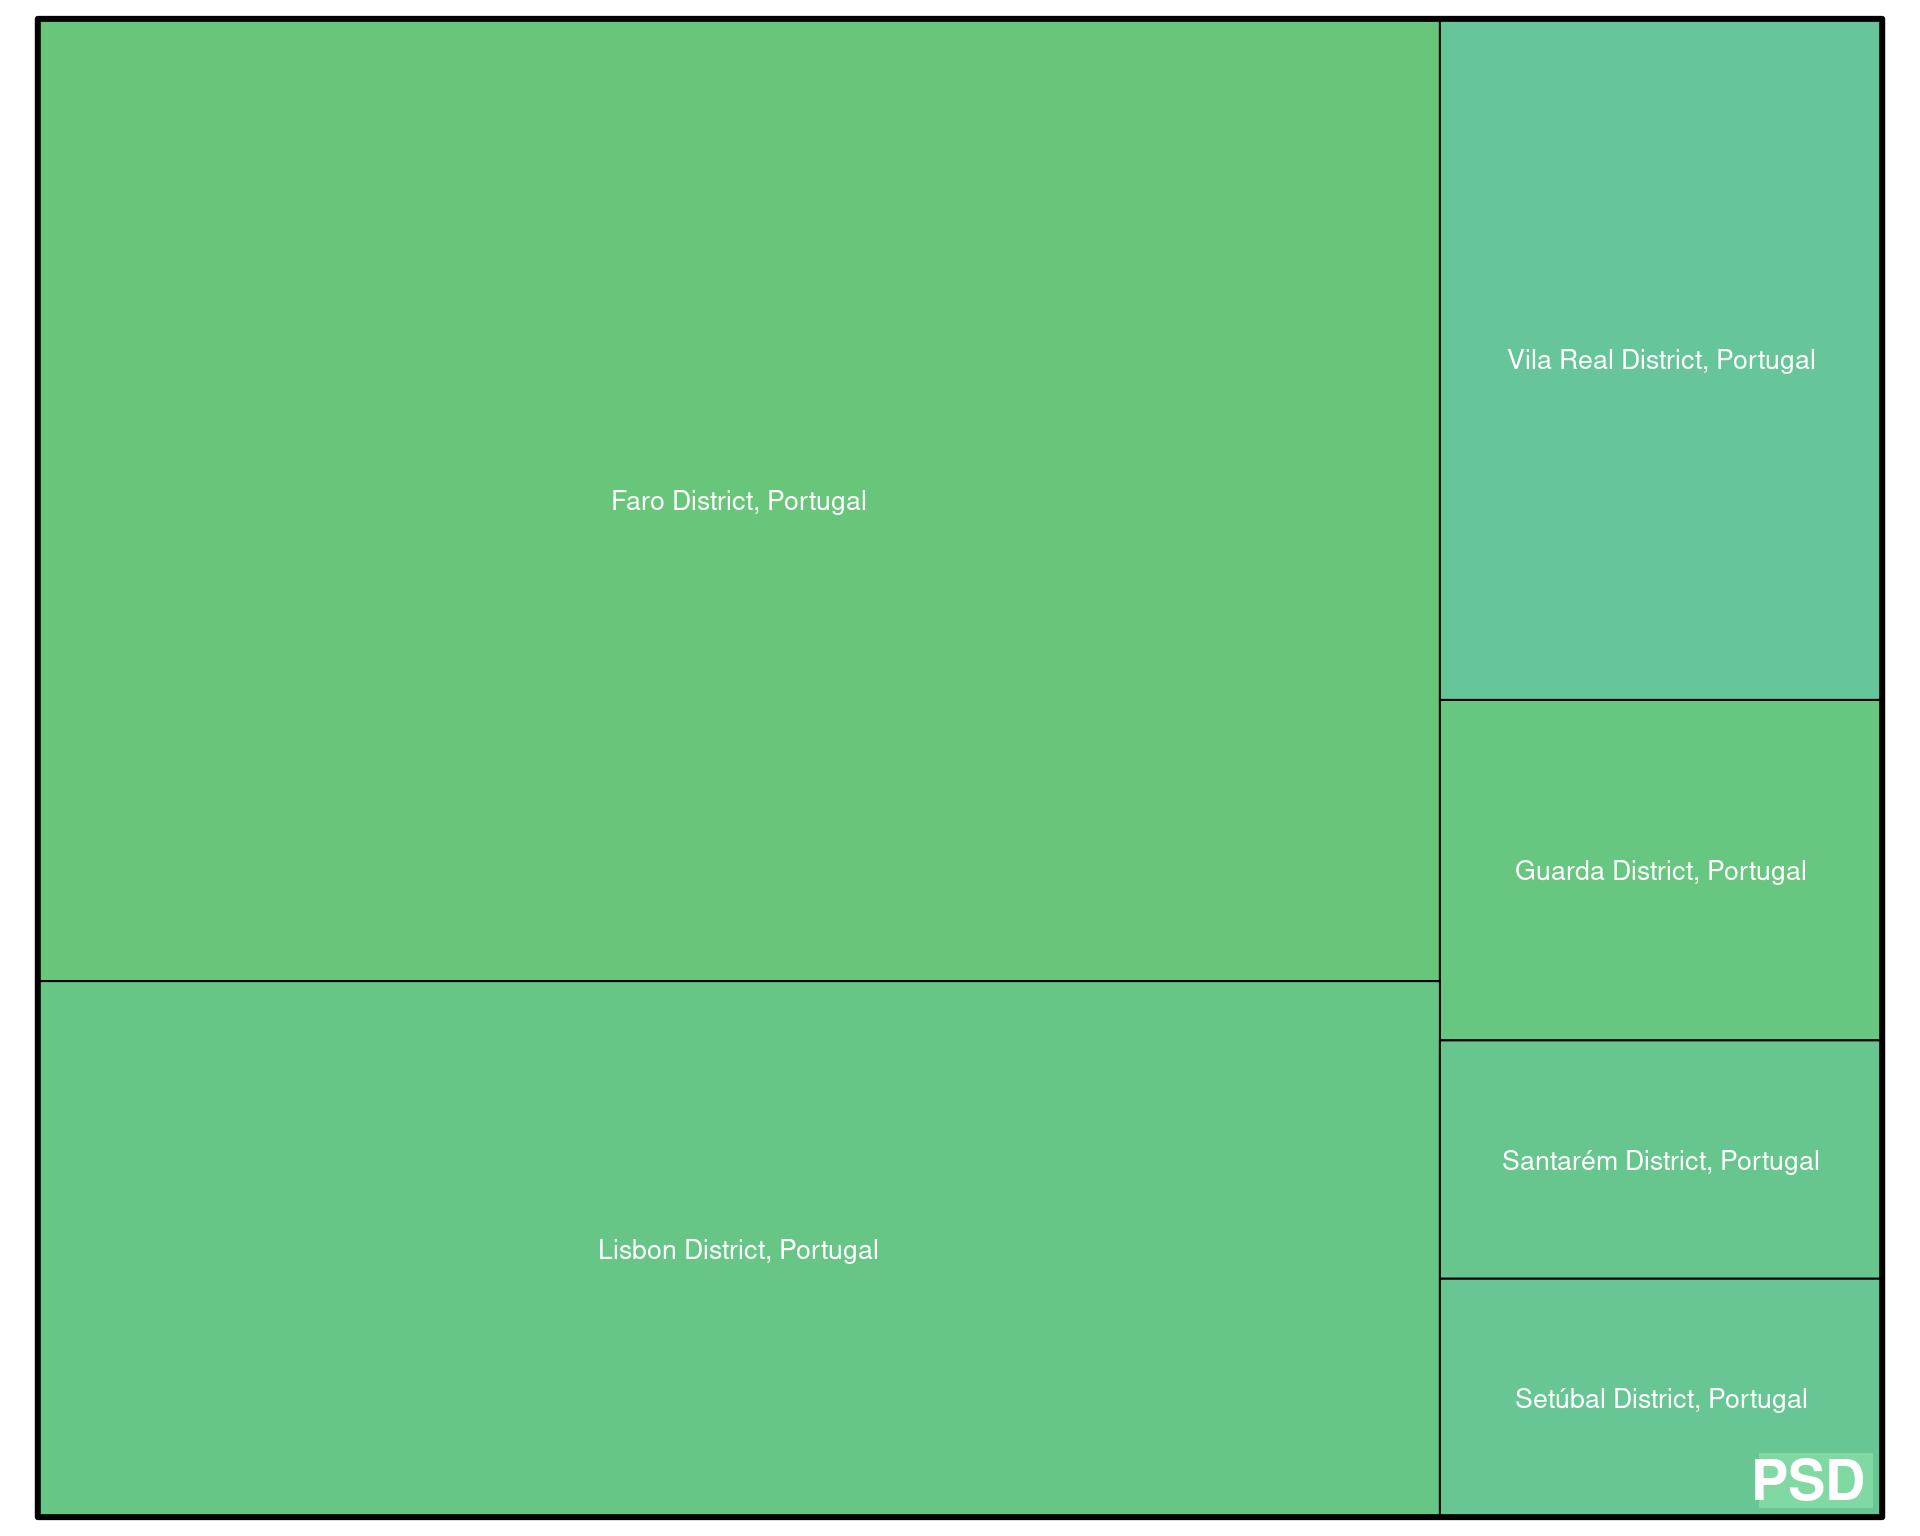 Faro District, Portugal
Lisbon District, Portugal
Vila Real District, Portugal
Guarda District, Portugal
Santarém District, Portugal
Setúbal District, Portugal
PSD